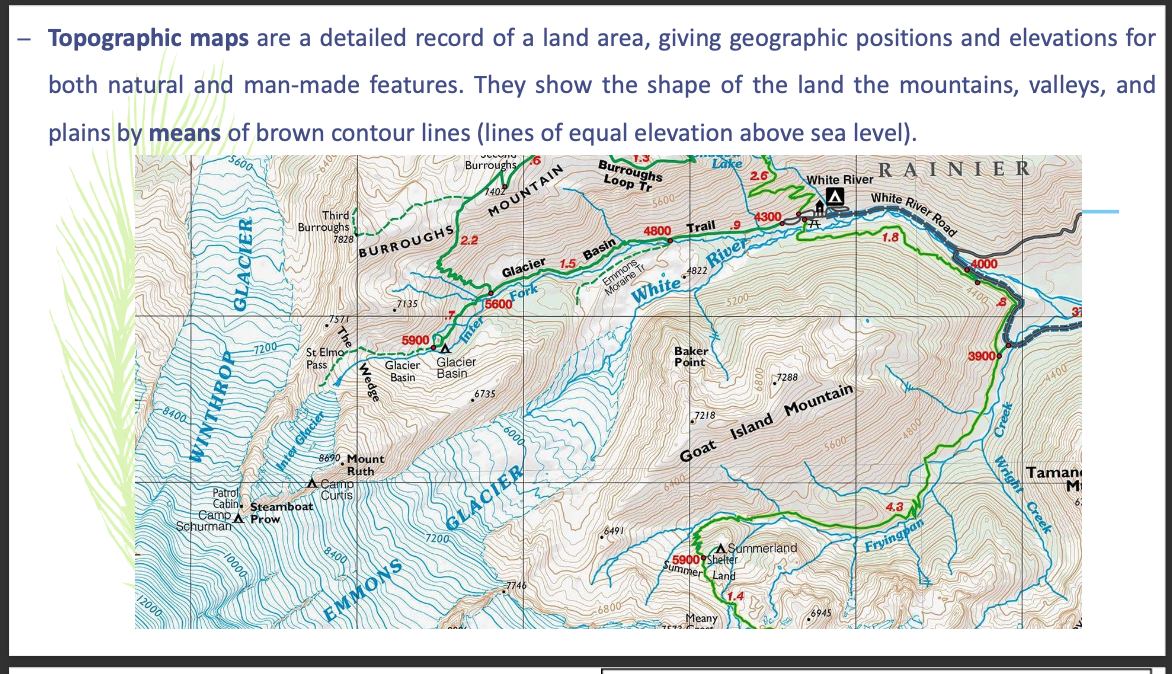 – Topographic maps are a detailed record of a land area, giving geographic positions and elevations for
both natural and man-made features. They show the shape of the land the mountains, valleys, and
plains by means of brown contour lines (lines of equal elevation above sea level).
5600
Burroughs
7402
MOUNTAIN
1.3
Burroughs
Loop Tr
Lake
2.6
White River
RAINIER
White River Road
5600
Third
Burroughs
7828
BURROUGHS
2.2
4800
Trail
.9
4300
1.8
4000
GLACIER
Glacier
1.5
Basin
Emmons
Moraine Tr
River
White
4822
5200
4400
.8
7135
5600
Fork
.7
Inter
7571
The
Wedge
5900
7200
St Elmo
Pass
Glacier
Basin
Glacier
Basin
Baker
Point
3900
4400
WINTHROP
8400
6735
6800
7288
7218
Goat Island Mountain
Inter Glacier
6000
5600
Creek
8690
Mount
Ruth
Camp
Curtis
GLACIER
6400
Wright Creek
Patrol
Cabin
Camp
Schurman
Steamboat
Prow
4.3
Fryingpan
7200
6491
8400
10000
EMMONS
5900
Shelter
Summerland
Summer
Land
12000
7746
6800
1.4
Meany
6945